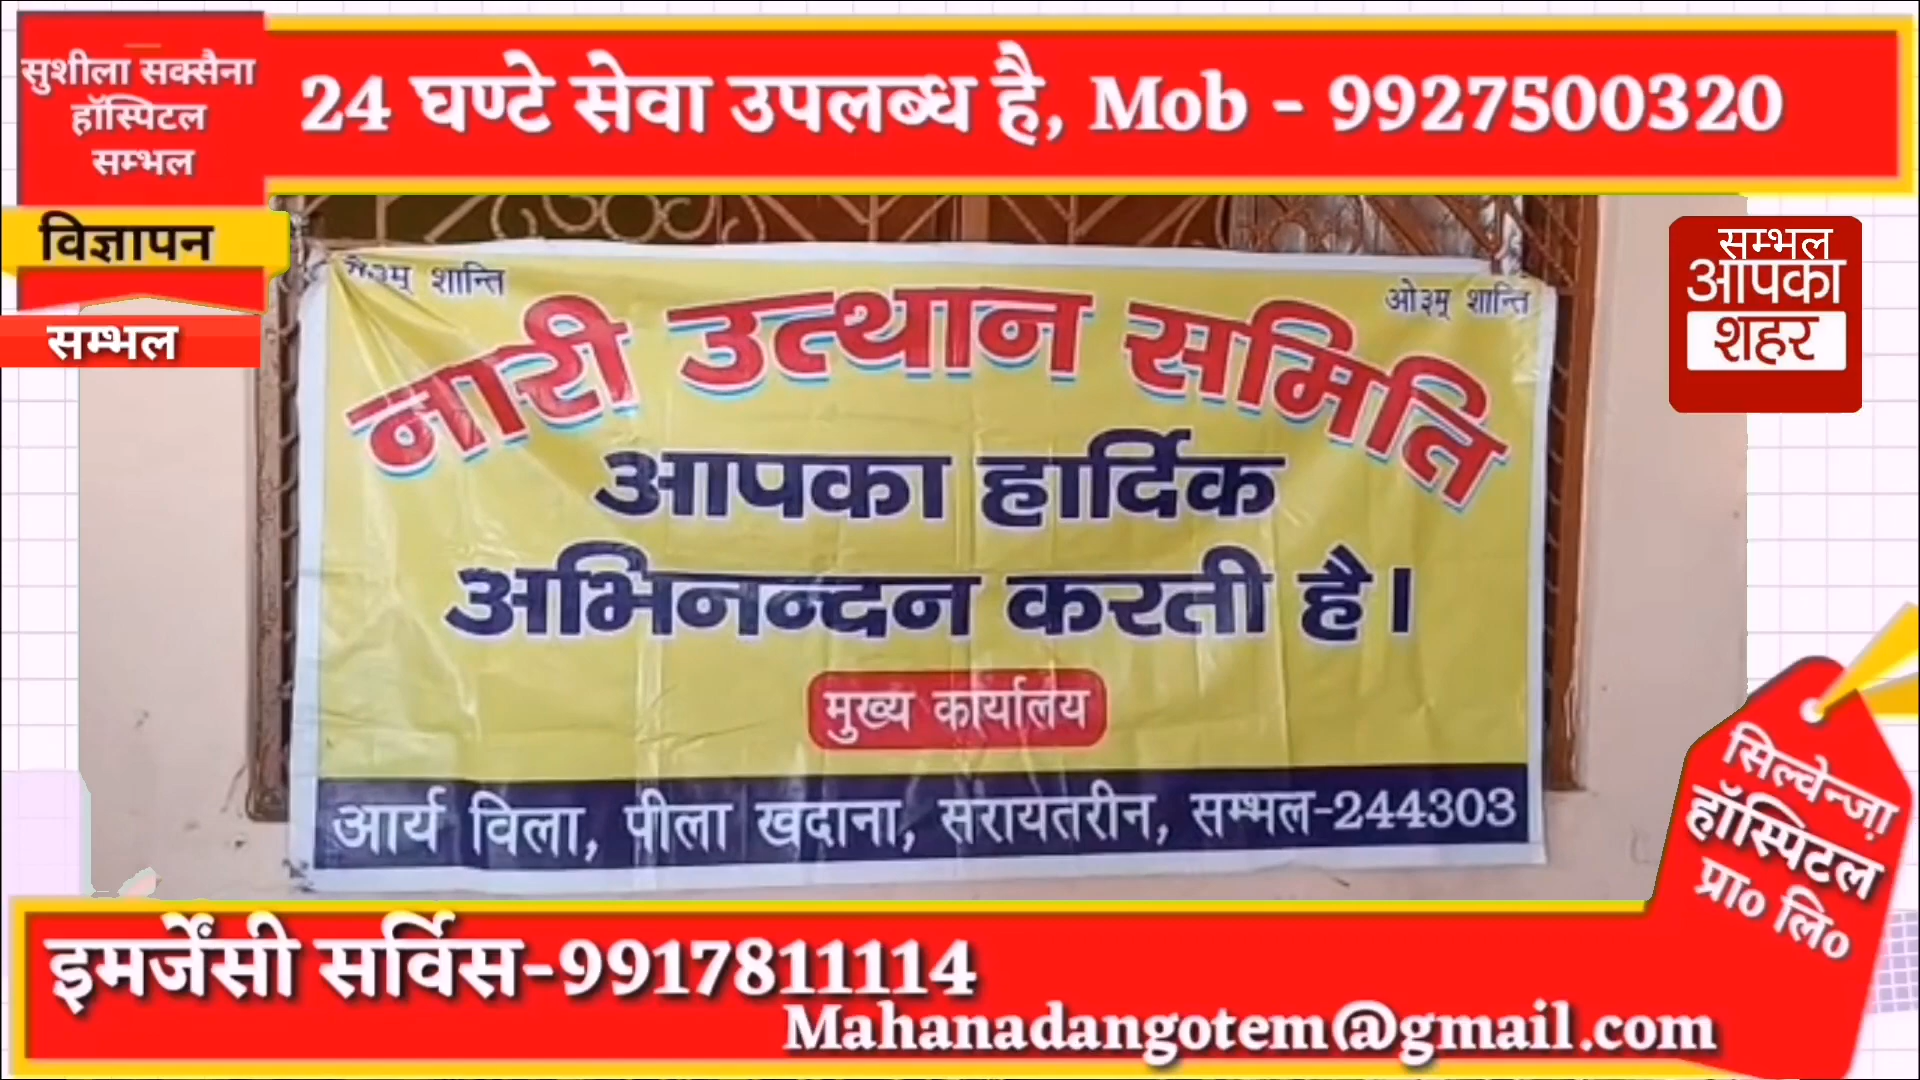 सुशीला सक्सैना
हॉस्पिटल
सम्भल
24 घण्टे सेवा उपलब्ध है, Mob - 9927500320
विज्ञापन
सम्भल
सम्भल
आपका
शहर
शान्ति
ओ३म् शान्ति
नारी उत्थान समिति
आपका हार्दिक
अभिनन्दन करती है।
मुख्य कार्यालय
आर्य विला, पीला खदाना, सरायतरीन, सम्भल-244303
सिल्वेन्ज़ा
हॉस्पिटल
प्रा० लि०
इमर्जेंसी सर्विस-9917811114
Mahanadangotem@gmail.com